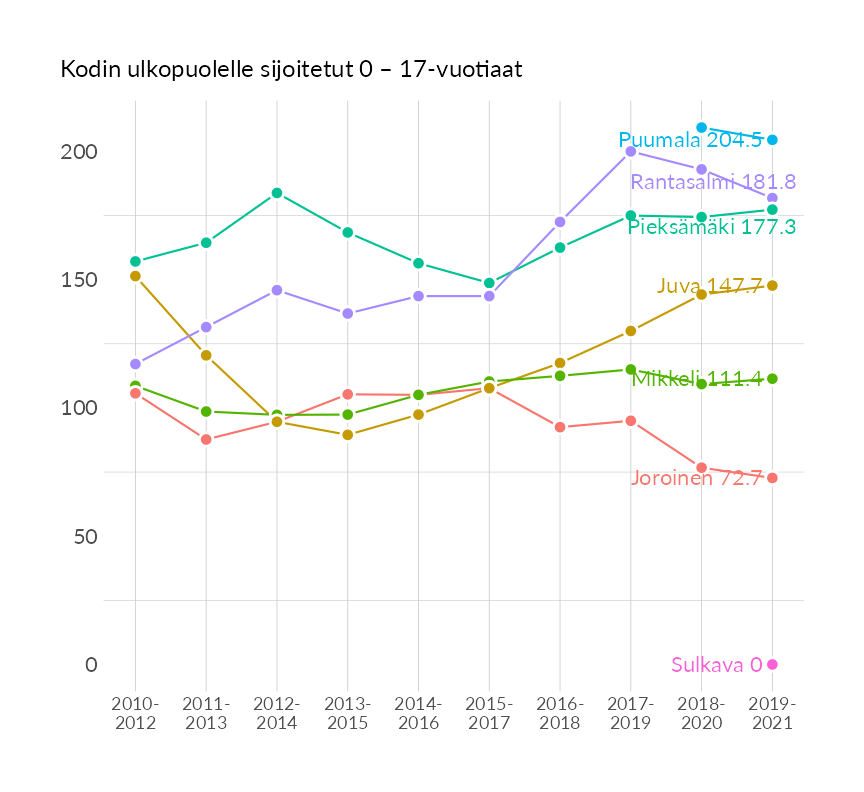 Kodin ulkopuolelle sijoitetut 0 – 17-vuotiaat
200
150
100
50
0
Puumala 204.5
Rantasalmi 181.8
Pieksämäki 177.3
Juva 147.7
Mikkeli 111.4
Joroinen 72.7
Sulkava 0
2010- 2011- 2012- 2013- 2014- 2015- 2016- 2017- 2018- 2019-
2012 2013 2014 2015 2016 2017 2018 2019 2020 2021